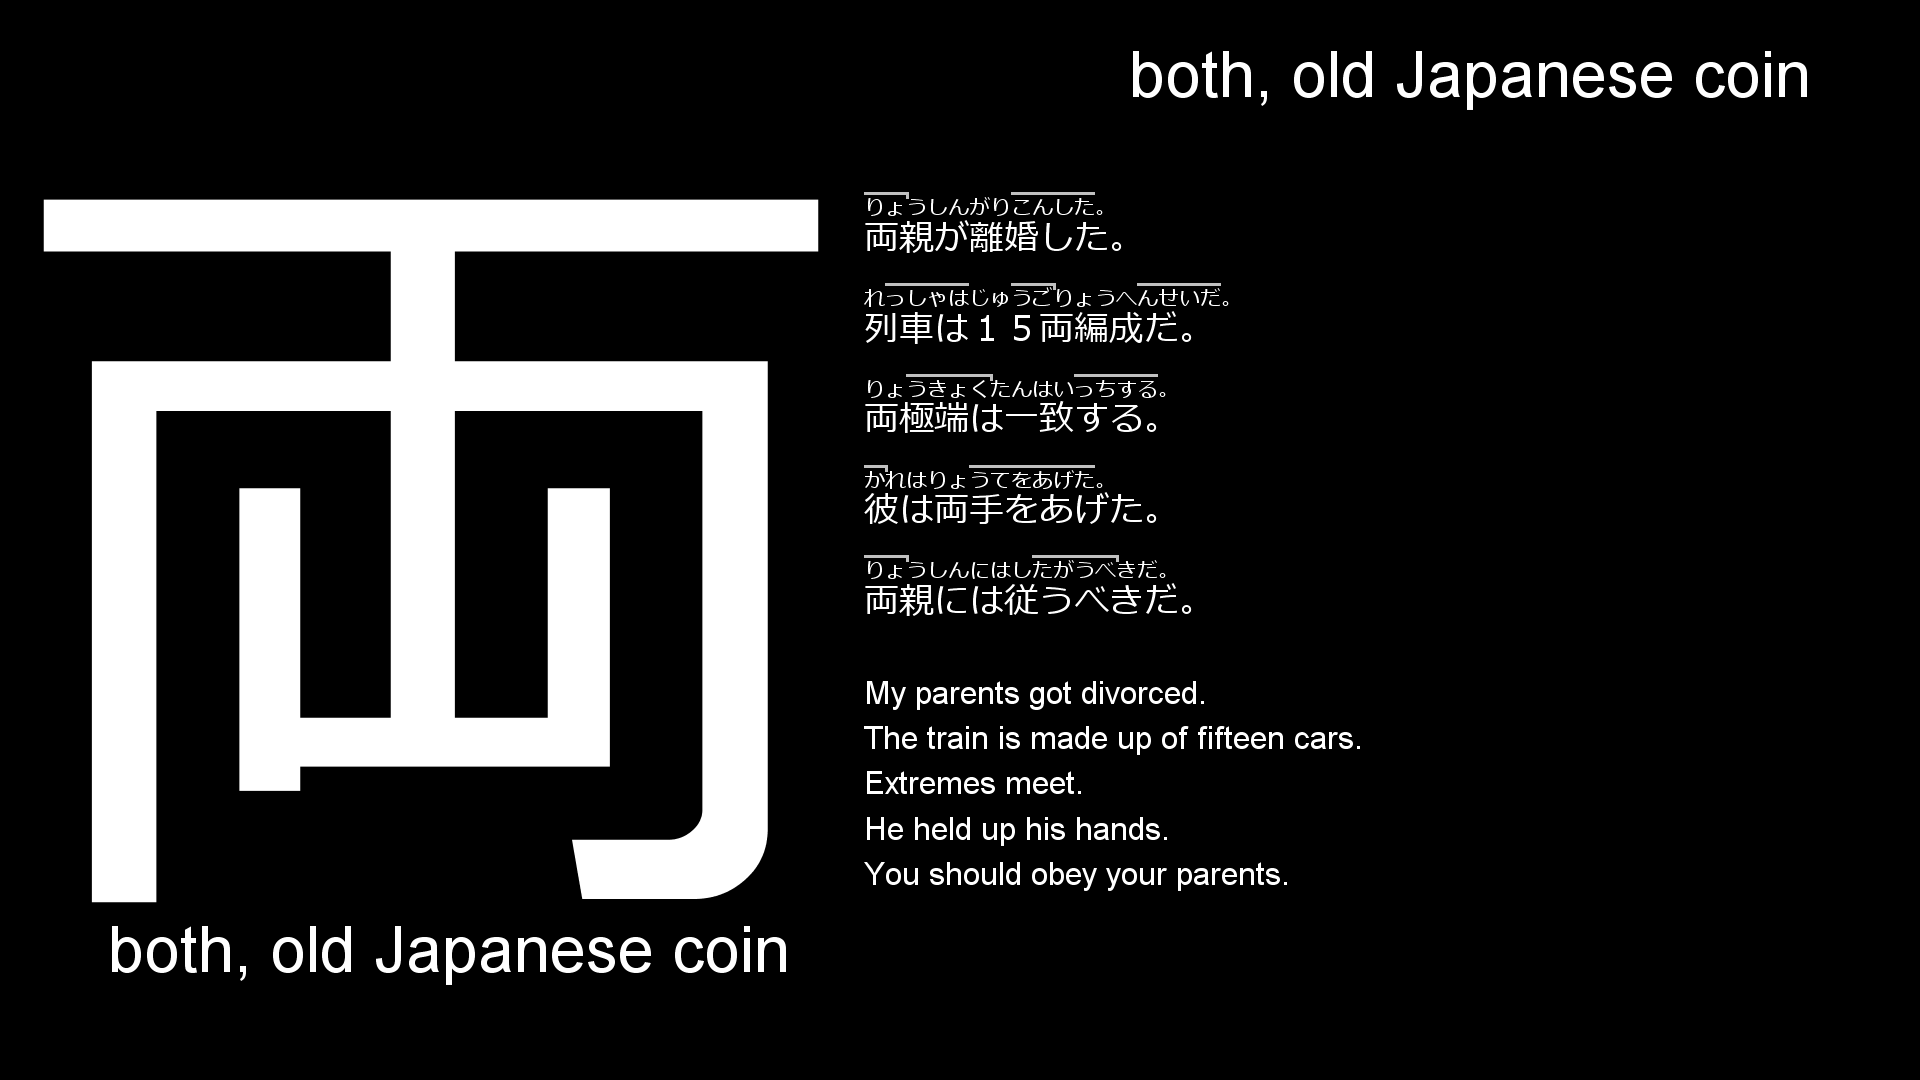 both, old Japanese coin
両
both, old Japanese coin
りょうしんがりこんした。
両親が離婚した。
れっしゃはじゅうごりょうへんせいだ。
列車は１５両編成だ。
りょうきょくたんはいっちする。
両極端は一致する。
かれはりょうてをあげた。
彼は両手をあげた。
りょうしんにはしたがうべきだ。
両親には従うべきだ。
My parents got divorced.
The train is made up of fifteen cars.
Extremes meet.
He held up his hands.
You should obey your parents.